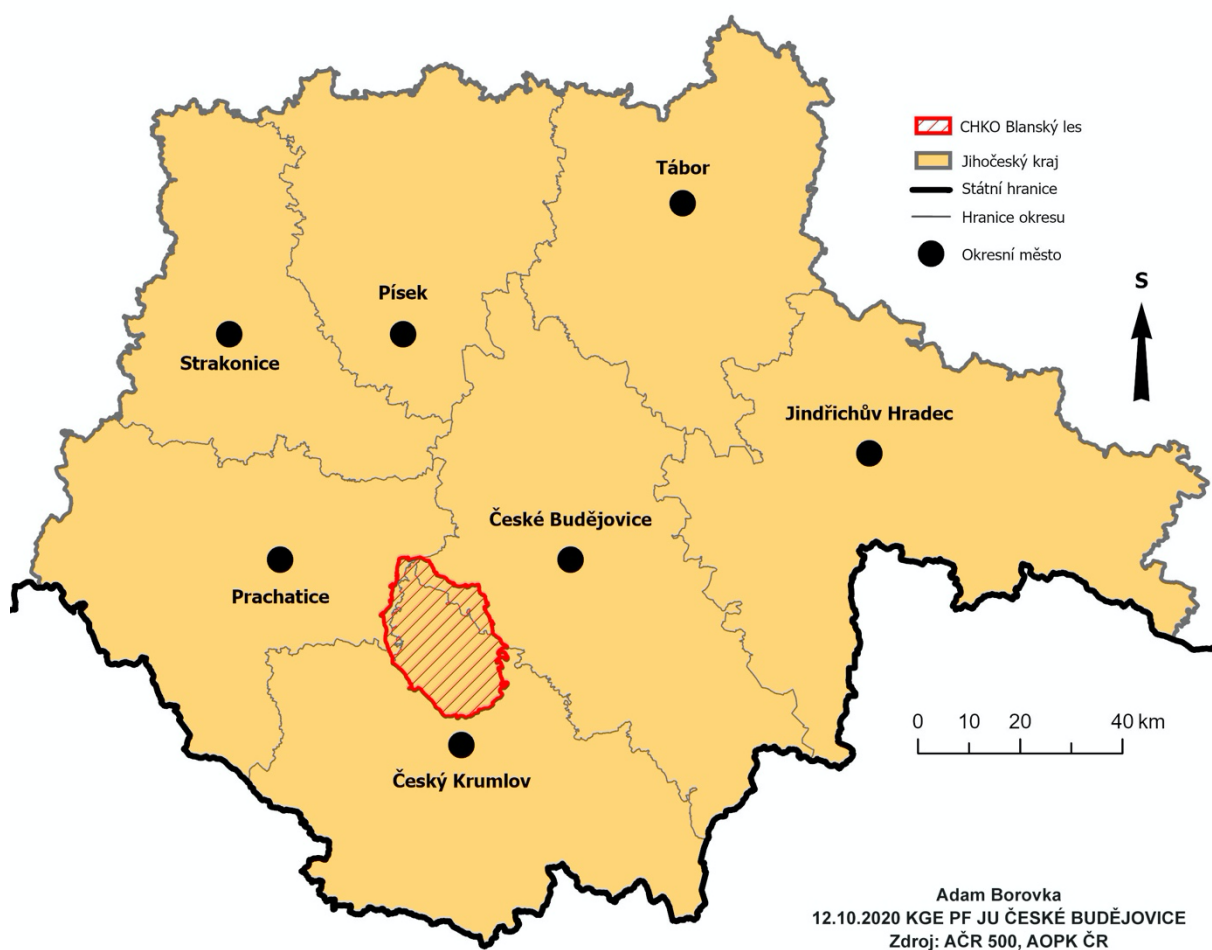 CHKO Blanský les
Jihočeský kraj
Státní hranice
Hranice okresu
Okresní město
S
Tábor
Písek
Strakonice
Jindřichův Hradec
České Budějovice
Prachatice
Český Krumlov
0 10 20 40 km
Adam Borovka
12.10.2020 KGE PF JU ČESKÉ BUDĚJOVICE
Zdroj: AČR 500, AOPK ČR